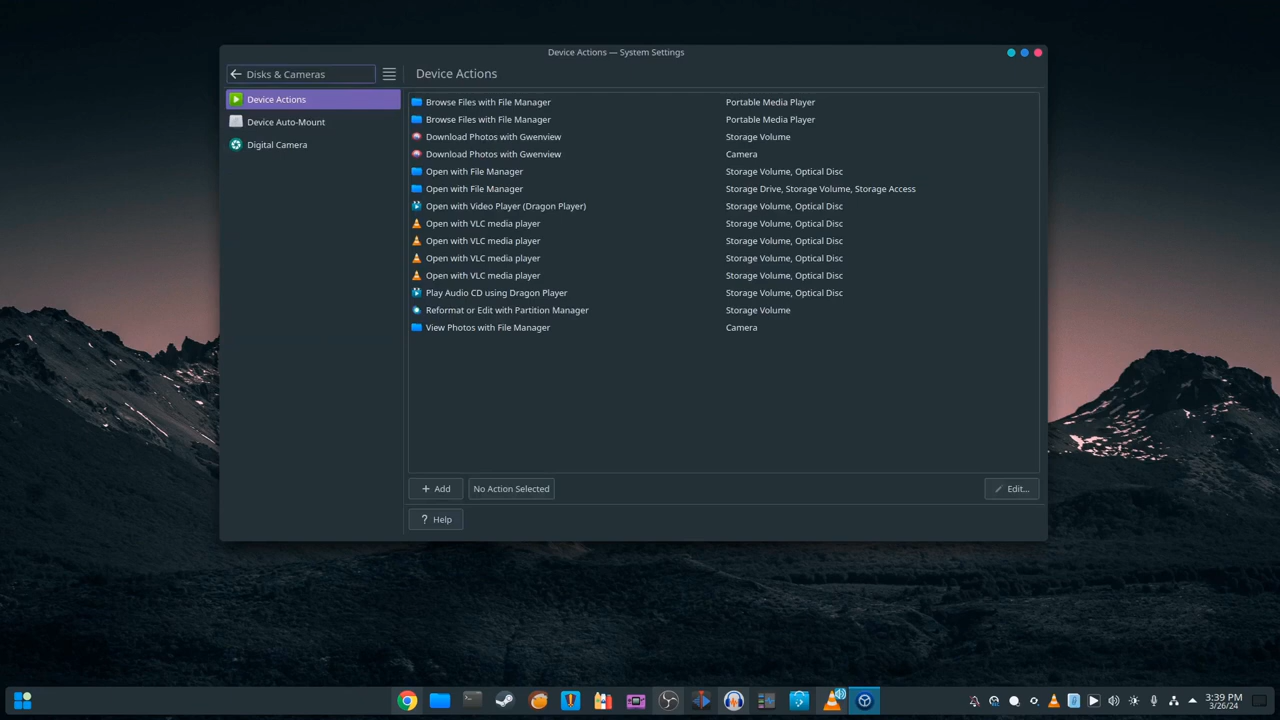 Device Actions — System Settings
Disks & Cameras
Device Actions
Device Actions
Device Auto-Mount
Digital Camera
Browse Files with File Manager Portable Media Player
Browse Files with File Manager Portable Media Player
Download Photos with Gwenview Storage Volume
Download Photos with Gwenview Camera
Open with File Manager Storage Volume, Optical Disc
Open with File Manager Storage Drive, Storage Volume, Storage Access
Open with Video Player (Dragon Player) Storage Volume, Optical Disc
Open with VLC media player Storage Volume, Optical Disc
Open with VLC media player Storage Volume, Optical Disc
Open with VLC media player Storage Volume, Optical Disc
Open with VLC media player Storage Volume, Optical Disc
Play Audio CD using Dragon Player Storage Volume, Optical Disc
Reformat or Edit with Partition Manager Storage Volume
View Photos with File Manager Camera
+ Add No Action Selected Edit...
? Help
3:39 PM
3/26/24